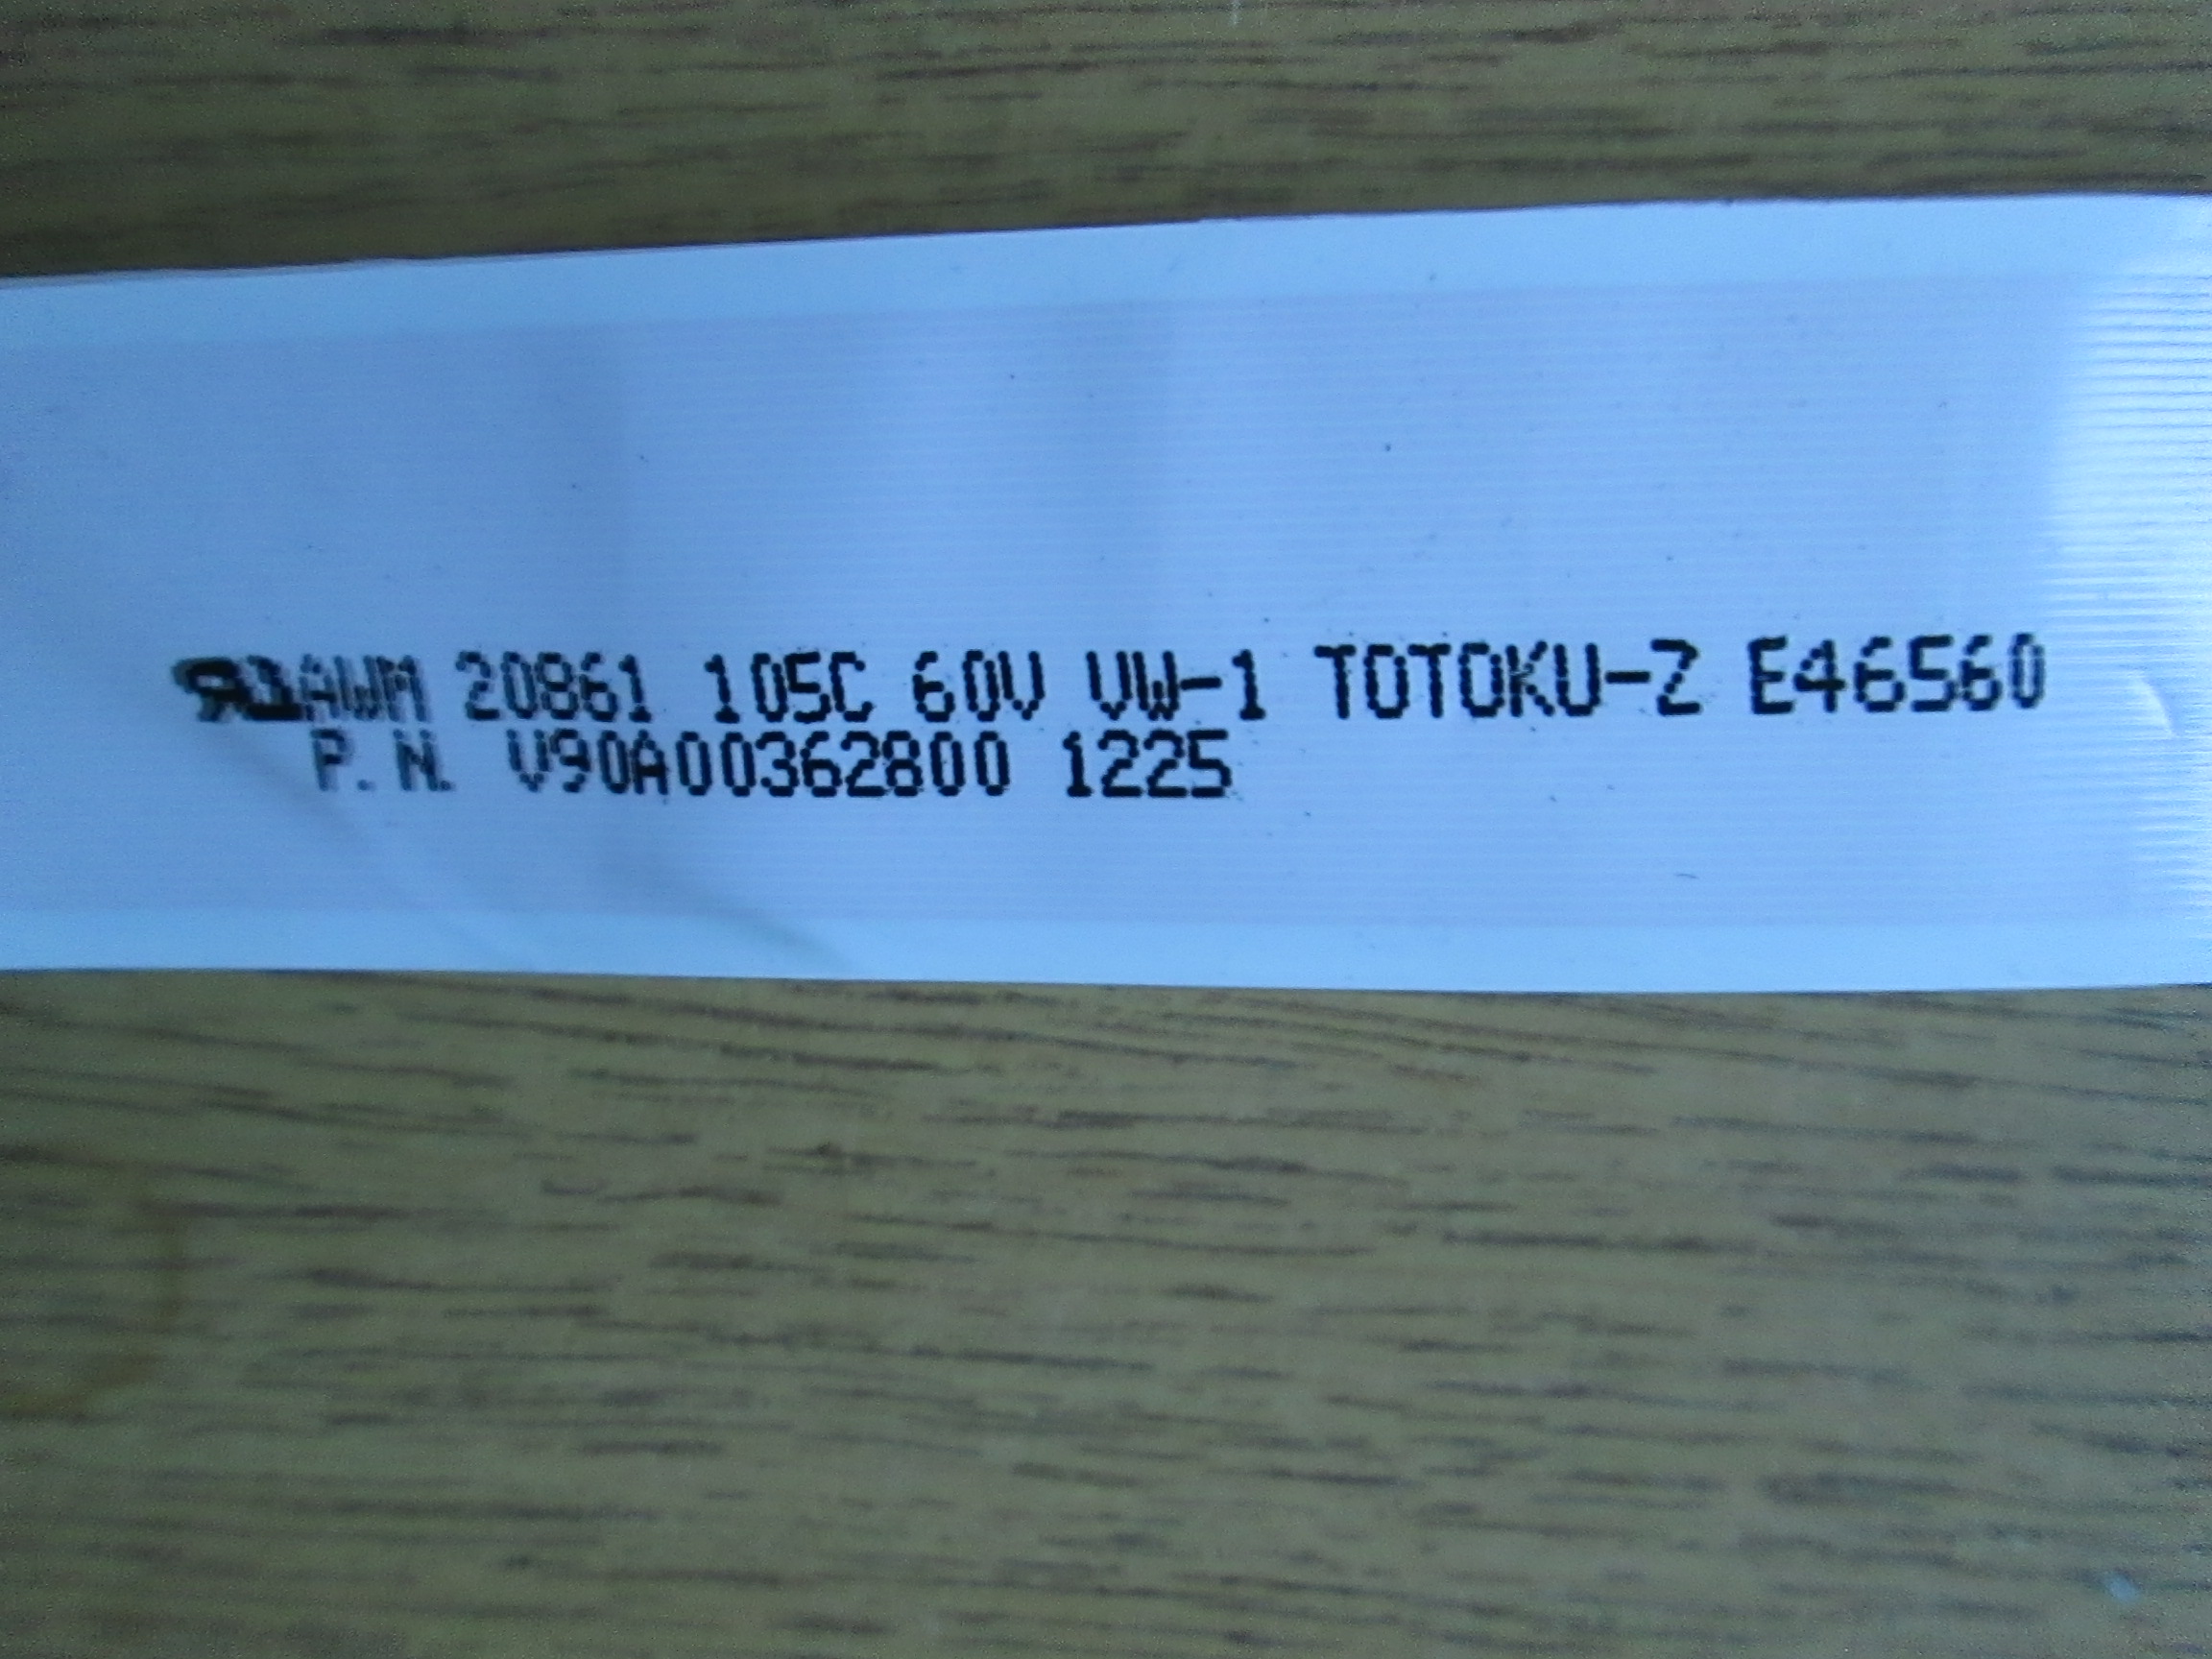 AWM 20861 105C 60V VW-1 TOTOKU-Z E46560
P.N. V90A00362800 1225